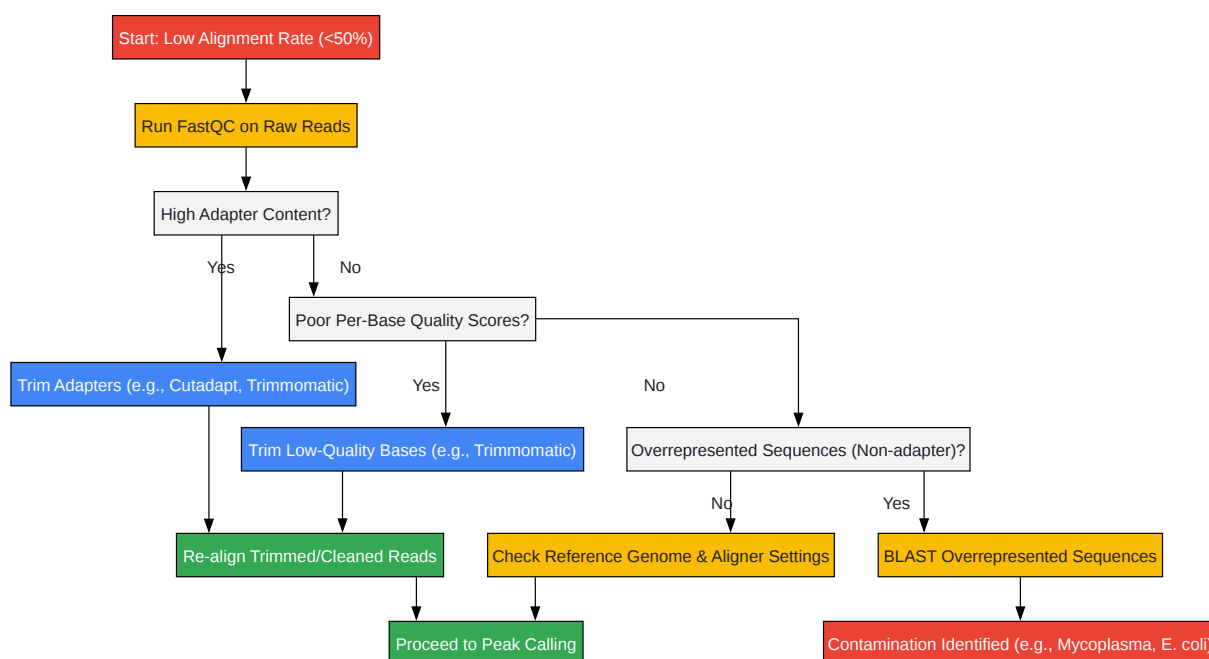 Start: Low Alignment Rate (<50%)
Run FastQC on Raw Reads
High Adapter Content?
Yes
No
Poor Per-Base Quality Scores?
Trim Adapters (e.g., Cutadapt, Trimmomatic)
Yes
No
Trim Low-Quality Bases (e.g., Trimmomatic)
Overrepresented Sequences (Non-adapter)?
No
Yes
Re-align Trimmed/Cleaned Reads
Check Reference Genome & Aligner Settings
BLAST Overrepresented Sequences
Proceed to Peak Calling
Contamination Identified (e.g., Mycoplasma, E. coli)